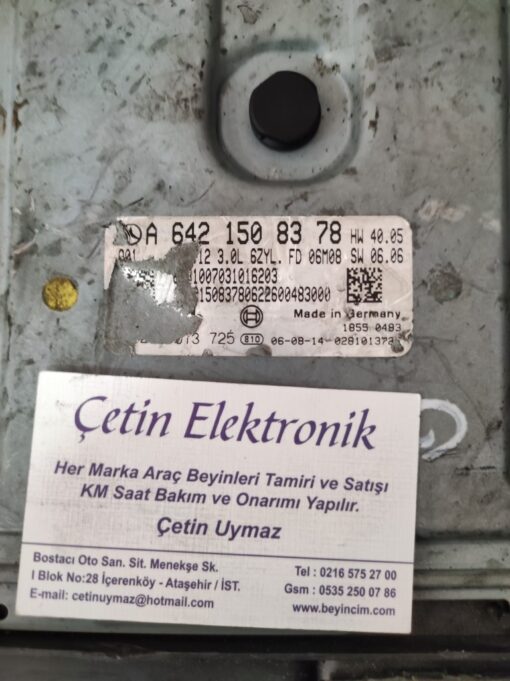 A 642 150 83 78 HW 40.05
12 3.0L 6ZYL. FD 06M08 SW 06.06
1007031016203
1508378062260048300​0
Made in Germany
1855 0483
013 725 810 06-08-14-028101373
Çetin Elektronik
Her Marka Araç Beyinleri Tamiri ve Satışı
KM Saat Bakım ve Onarımı Yapılır.
Çetin Uymaz
Bostacı Oto San. Sit. Menekşe Sk.
I Blok No:28 İçerenköy - Ataşehir / İST.
E-mail: cetinuymaz@hotmail.com
Tel : 0216 575 27 00
Gsm : 0535 250 07 86
www.beyincim.com